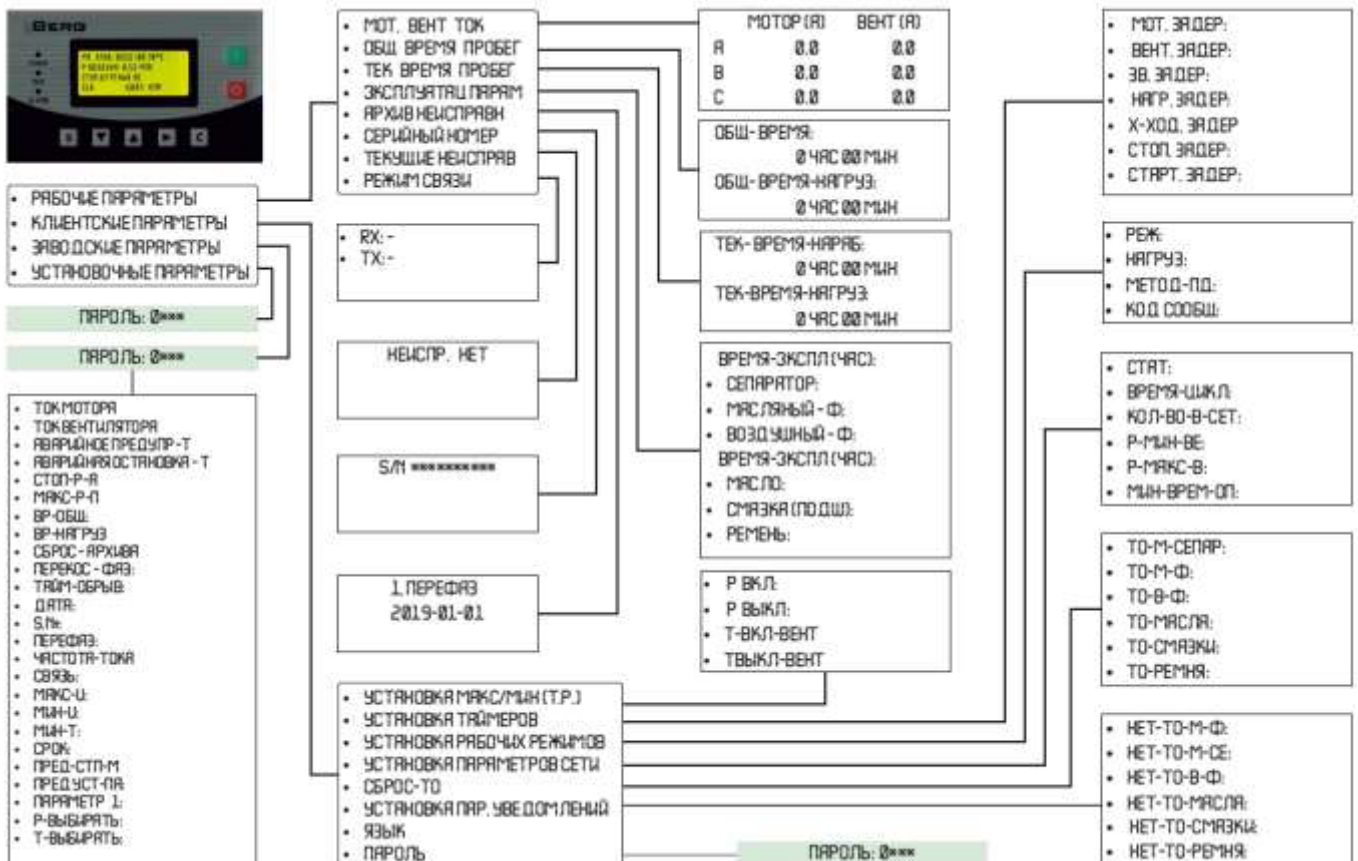 BERG
• РАБОЧИЕ ПАРАМЕТРЫ
• КЛИЕНТСКИЕ ПАРАМЕТРЫ
• ЗАВОДСКИЕ ПАРАМЕТРЫ
• УСТАНОВОЧНЫЕ ПАРАМЕТРЫ
ПАРОЛЬ: 0***
ПАРОЛЬ: 0***
• ТОК МОТОРА
• ТОК ВЕНТИЛЯТОРА
• АВАРИЙНОЕ ПРЕДУПР - Т
• АВАРИЙНАЯ ОСТАНОВКА - Т
• СТОП-Р-А
• МАКС-Р-П
• ВР-ОБЩ:
• ВР-НАГРУЗ
• СБРОС - АРХИВА
• ПЕРЕКОС - ФАЗ:
• ТАЙМ-ОБРЫВ:
• ДАТА:
• S.№:
• ПЕРЕФАЗ:
• ЧАСТОТА-ТОКА
• СВЯЗЬ:
• МАКС-U:
• МИН-U:
• МИН-Т:
• СРОК:
• ПРЕД-СТП-М
• ПРЕД УСТ-ПА:
• ПАРАМЕТР 1:
• Р-ВЫБИРАТЬ:
• Т-ВЫБИРАТЬ:
• МОТ. ВЕНТ ТОК
• ОБЩ ВРЕМЯ ПРОБЕГ
• ТЕК ВРЕМЯ ПРОБЕГ
• ЭКСПЛУАТАЦ ПАРАМ
• АРХИВ НЕИСПРАВН
• СЕРИЙНЫЙ НОМЕР
• ТЕКУЩИЕ НЕИСПРАВ
• РЕЖИМ СВЯЗИ
• RX: -
• TX: -
НЕИСПР. НЕТ
S/N **********
1. ПЕРЕФАЗ
2019-01-01
• УСТАНОВКА МАКС/МИН (Т.Р.)
• УСТАНОВКА ТАЙМЕРОВ
• УСТАНОВКА РАБОЧИХ РЕЖИМОВ
• УСТАНОВКА ПАРАМЕТРОВ СЕТИ
• СБРОС-ТО
• УСТАНОВКА ПАР. УВЕДОМЛЕНИЙ
• ЯЗЫК
• ПАРОЛЬ
МОТОР (А) ВЕНТ (А)
А 0.0 0.0
В 0.0 0.0
С 0.0 0.0
ОБЩ- ВРЕМЯ:
0 ЧАС 00 МИН
ОБЩ- ВРЕМЯ-НАГРУЗ:
0 ЧАС 00 МИН
ТЕК- ВРЕМЯ-НАРАБ:
0 ЧАС 00 МИН
ТЕК-ВРЕМЯ-НАГРУЗ:
0 ЧАС 00 МИН
ВРЕМЯ-ЭКСПЛ (ЧАС):
• СЕПАРАТОР:
• МАСЛЯНЫЙ - Ф:
• ВОЗДУШНЫЙ - Ф:
ВРЕМЯ-ЭКСПЛ (ЧАС):
• МАСЛО:
• СМАЗКА (ПОДШ):
• РЕМЕНЬ:
• Р ВКЛ:
• Р ВЫКЛ:
• Т-ВКЛ-ВЕНТ
• ТВЫКЛ-ВЕНТ
ПАРОЛЬ: 0***
• МОТ. ЗАДЕР:
• ВЕНТ. ЗАДЕР:
• ЗВ. ЗАДЕР:
• НАГР. ЗАДЕР:
• Х-ХОД. ЗАДЕР
• СТОП. ЗАДЕР:
• СТАРТ. ЗАДЕР:
• РЕЖ:
• НАГРУЗ:
• МЕТОД-ПД:
• КОД СООБЩ:
• СТАТ:
• ВРЕМЯ-ЦИКЛ:
• КОЛ-ВО-В-СЕТ:
• Р-МИН-ВЕ:
• Р-МАКС-В:
• МИН-ВРЕМ-ОП:
• ТО-М-СЕПАР:
• ТО-М-Ф:
• ТО-В-Ф:
• ТО-МАСЛА:
• ТО-СМАЗКИ:
• ТО-РЕМНЯ:
• НЕТ-ТО-М-Ф:
• НЕТ-ТО-М-СЕ:
• НЕТ-ТО-В-Ф:
• НЕТ-ТО-МАСЛА:
• НЕТ-ТО-СМАЗКИ:
• НЕТ-ТО-РЕМНЯ: